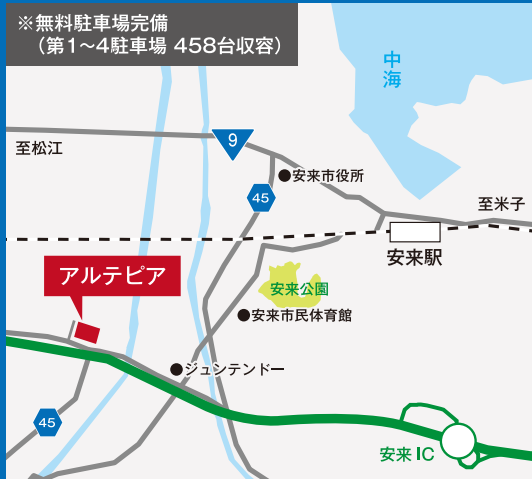 ※無料駐車場完備
（第1～4駐車場 458台収容）
中海
9
至松江
安来市役所
45
至米子
安来駅
アルテピア
安来公園
安来市民体育館
ジュンテンドー
45
安来IC